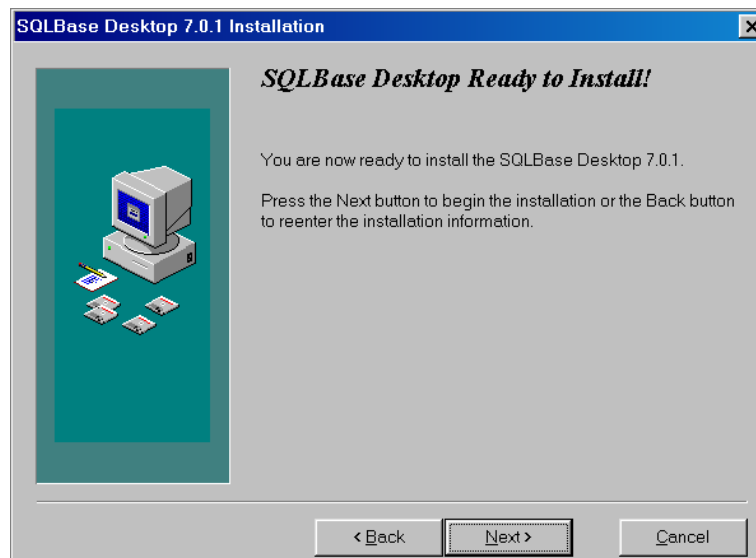 SQLBase Desktop 7.0.1 Installation
SQLBase Desktop Ready to Install!
You are now ready to install the SQLBase Desktop 7.0.1.
Press the Next button to begin the installation or the Back button
to reenter the installation information.
< Back
Next >
Cancel